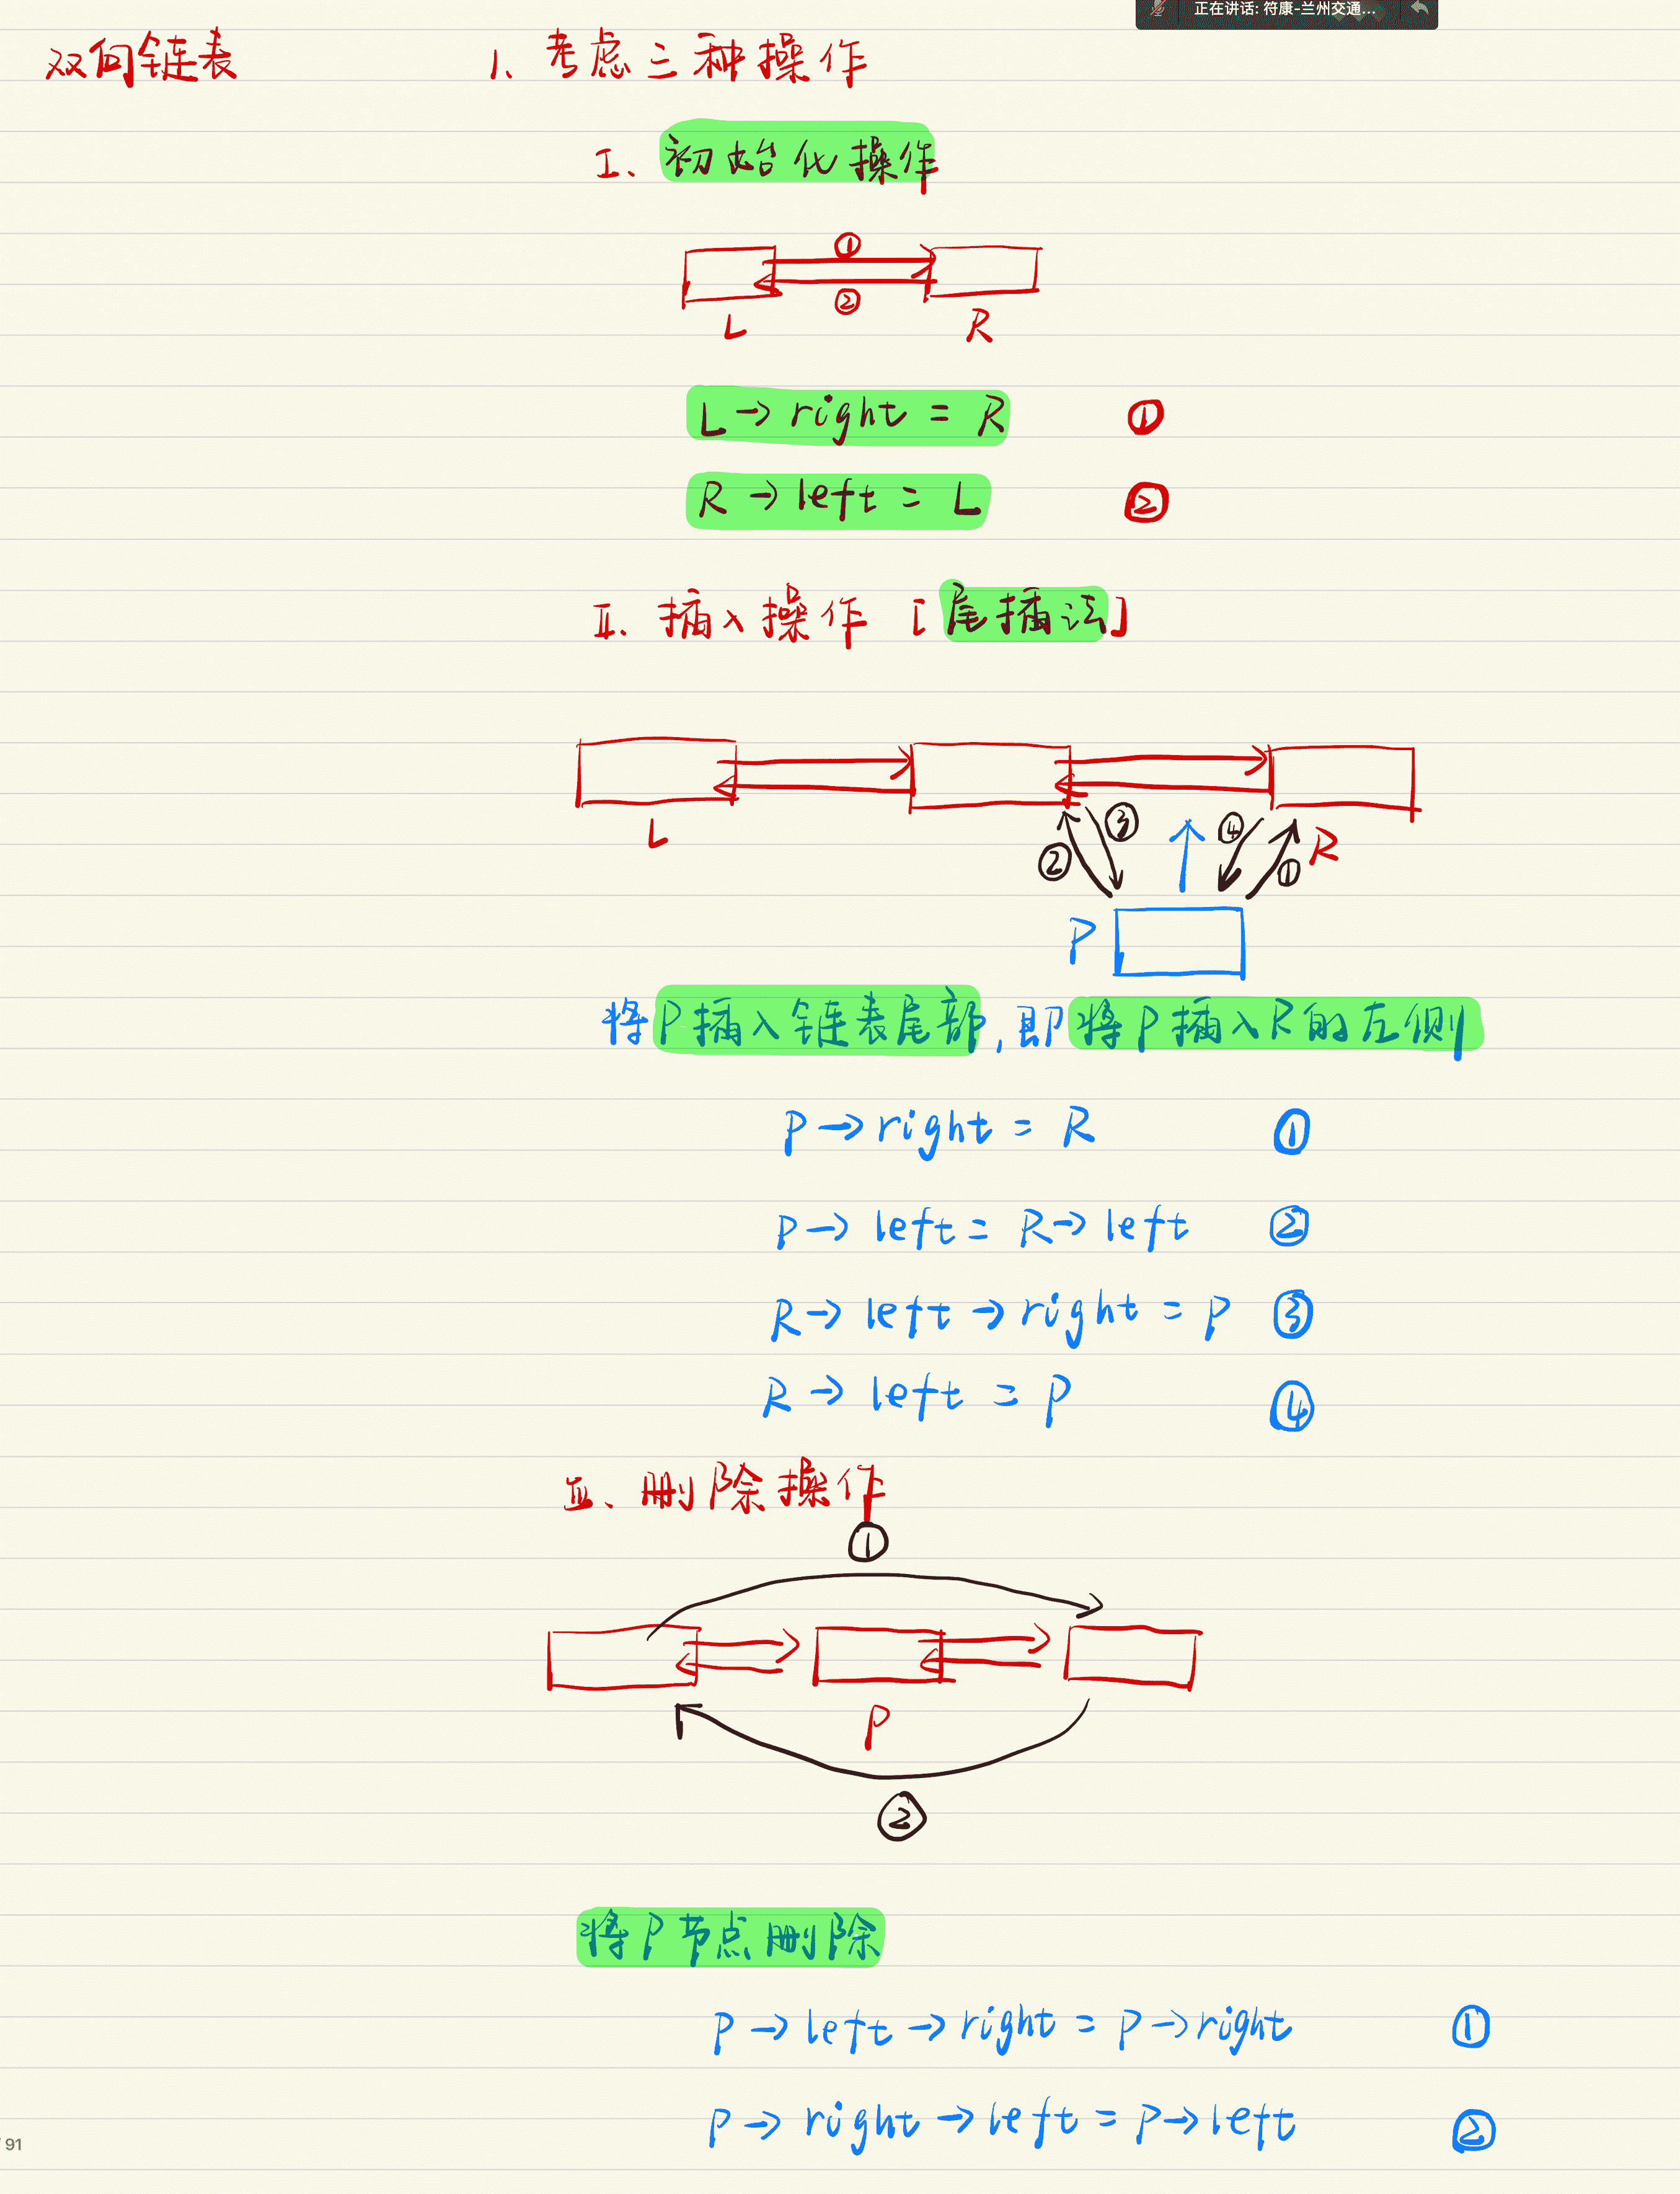 正在讲话: 符康-兰州交通...
双向链表
1、考虑三种操作
I、初始化操作
①
②
L
R
L→right = R ①
R→left = L ②
II、插入操作 [尾插法]
L
②
③
④
①
R
P
将P插入链表尾部,即将P插入R的左侧
P→right = R ①
P→left = R→left ②
R→left→right = P ③
R→left = P ④
III、删除操作
①
P
②
将P节点删除
P→left→right = P→right ①
P→right→left = P→left ②
91